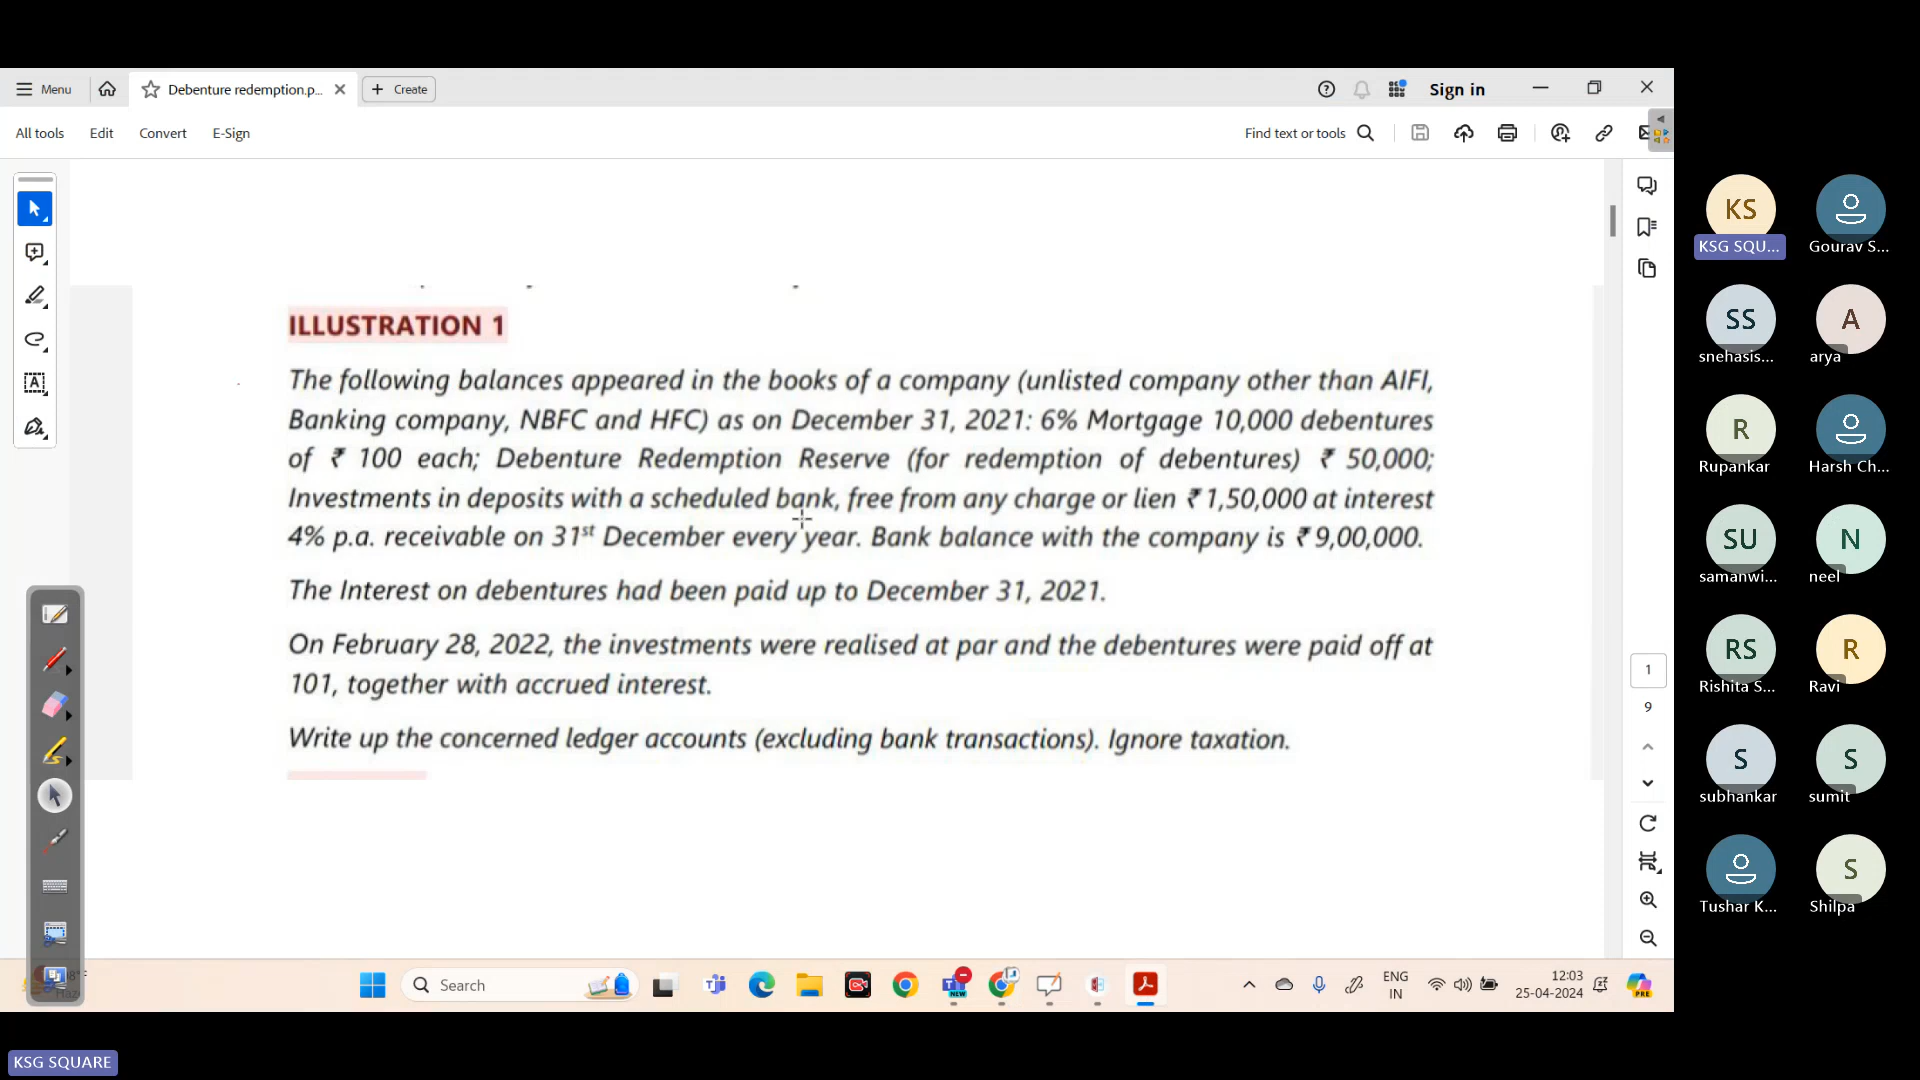 Menu
Debenture redemption.p...
Create
Sign in
All tools
Edit
Convert
E-Sign
Find text or tools
ILLUSTRATION 1
The following balances appeared in the books of a company (unlisted company other than AIFI,
Banking company, NBFC and HFC) as on December 31, 2021: 6% Mortgage 10,000 debentures
of ₹ 100 each; Debenture Redemption Reserve (for redemption of debentures) ₹ 50,000;
Investments in deposits with a scheduled bank, free from any charge or lien ₹ 1,50,000 at interest
4% p.a. receivable on 31st December every year. Bank balance with the company is ₹ 9,00,000.
The Interest on debentures had been paid up to December 31, 2021.
On February 28, 2022, the investments were realised at par and the debentures were paid off at
101, together with accrued interest.
Write up the concerned ledger accounts (excluding bank transactions). Ignore taxation.
1
9
KS
KSG SQU...
Gourav S...
SS
snehasis...
A
arya
R
Rupankar
Harsh Ch...
SU
samanwi...
N
neel
RS
Rishita S...
R
Ravi
S
subhankar
S
sumit
Tushar K...
S
Shilpa
Search
NEW
ENG
IN
12:03
25-04-2024
PRE
KSG SQUARE